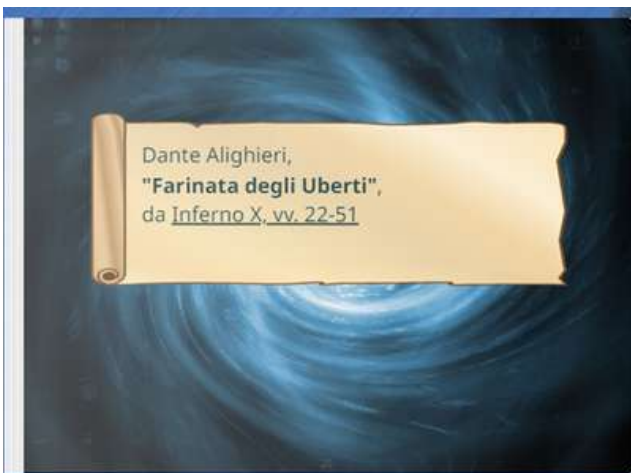 Dante Alighieri,
"Farinata degli Uberti",
da Inferno X, vv. 22-51